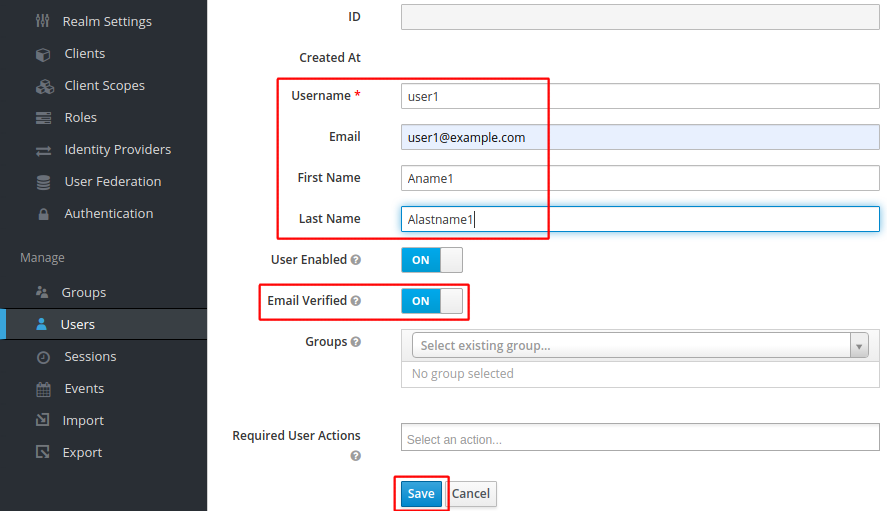 Realm Settings
Clients
Client Scopes
Roles
Identity Providers
User Federation
Authentication
Manage
Groups
Users
Sessions
Events
Import
Export
ID
Created At
Username * user1
Email user1@example.com
First Name Aname1
Last Name Alastname1
User Enabled ? ON
Email Verified ? ON
Groups ? Select existing group...
No group selected
Required User Actions Select an action...
?
Save Cancel